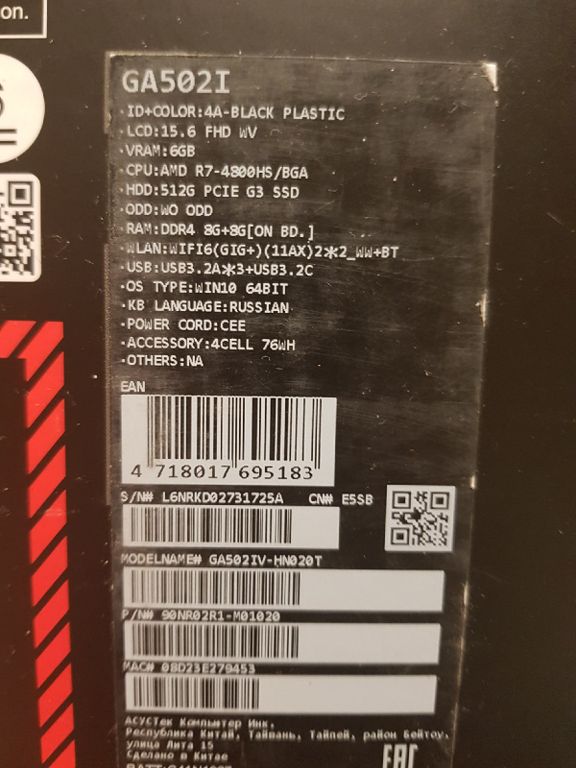 on.
GA502I
·ID+COLOR:4A-BLACK PLASTIC
·LCD:15.6 FHD WV
·VRAM:6GB
·CPU:AMD R7-4800HS/BGA
·HDD:512G PCIE G3 SSD
·ODD:WO ODD
·RAM:DDR4 8G+8G[ON BD.]
·WLAN:WIFI6(GIG+)(11AX)2*2_WW+BT
·USB:USB3.2A*3+USB3.2C
·OS TYPE:WIN10 64BIT
·KB LANGUAGE:RUSSIAN
·POWER CORD:CEE
·ACCESSORY:4CELL 76WH
·OTHERS:NA
EAN
4 718017 695183
S/N# L6NRKD02731725A CN# E5SB
MODELNAME# GA502IV-HN020T
P/N# 90NR02R1-M01020
MAC# 08D23E279453
АСУСТек Компьютер Инк.
Республика Китай, Тайвань, Тайпей, район Бейтоу,
улица Лите 15
Сделано в Китае
EAC